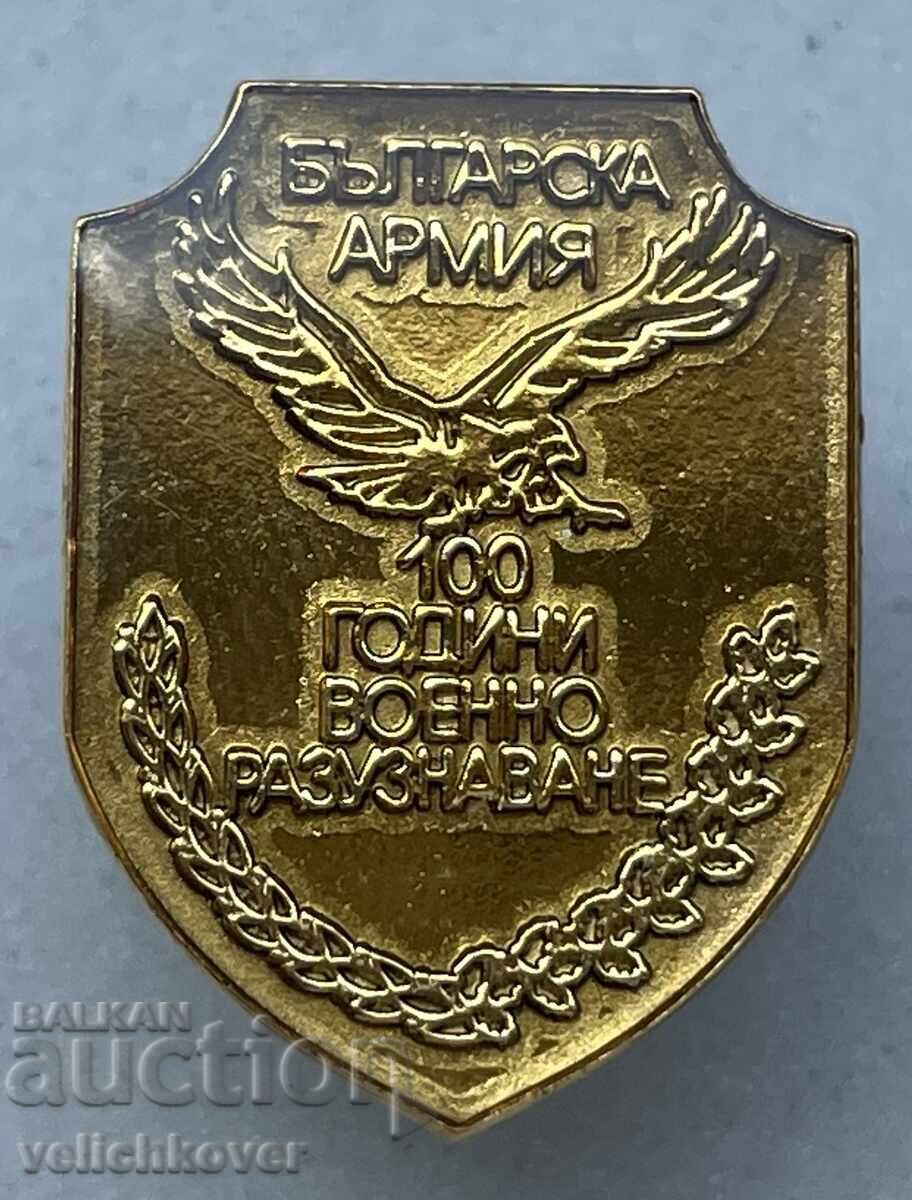 БЪЛГАРСКА
АРМИЯ
100
ГОДИНИ
ВОЕННО
РАЗУЗНАВАНЕ
BALKAN
auction
velichkover